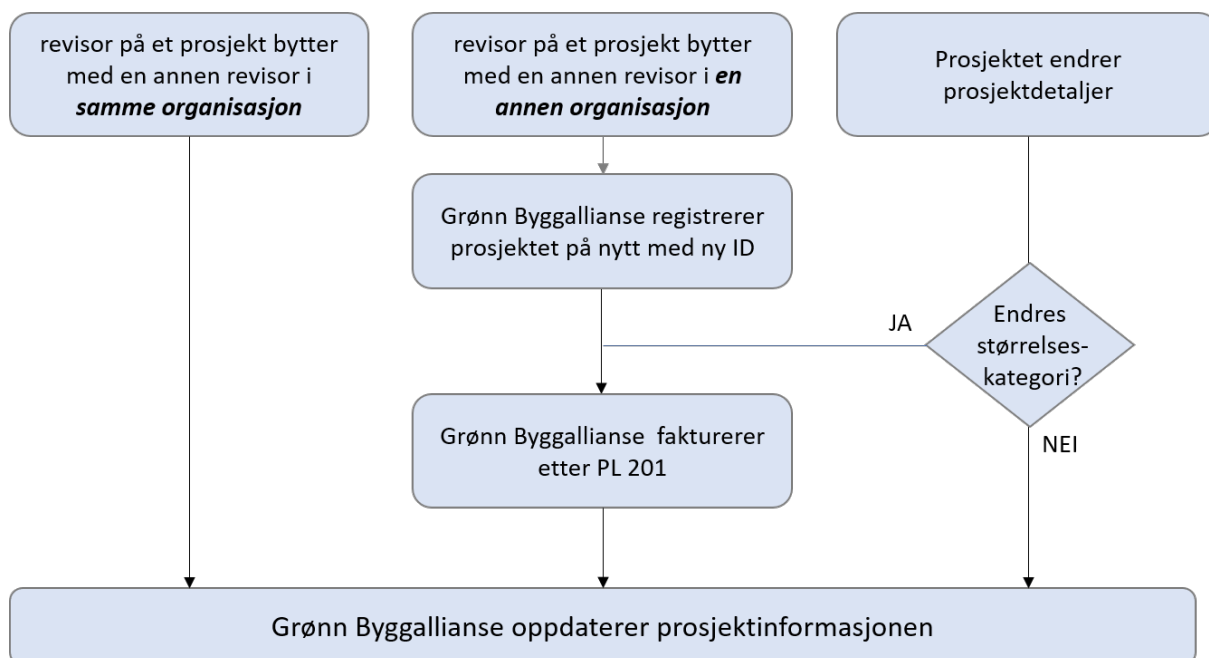 revisor på et prosjekt bytter
med en annen revisor i
samme organisasjon
revisor på et prosjekt bytter
med en annen revisor i en
annen organisasjon
Prosjektet endrer
prosjektdetaljer
Grønn Byggallianse registrerer
prosjektet på nytt med ny ID
JA
Endres
størrelses-
kategori?
NEI
Grønn Byggallianse  fakturerer
etter PL 201
Grønn Byggallianse oppdaterer prosjektinformasjonen